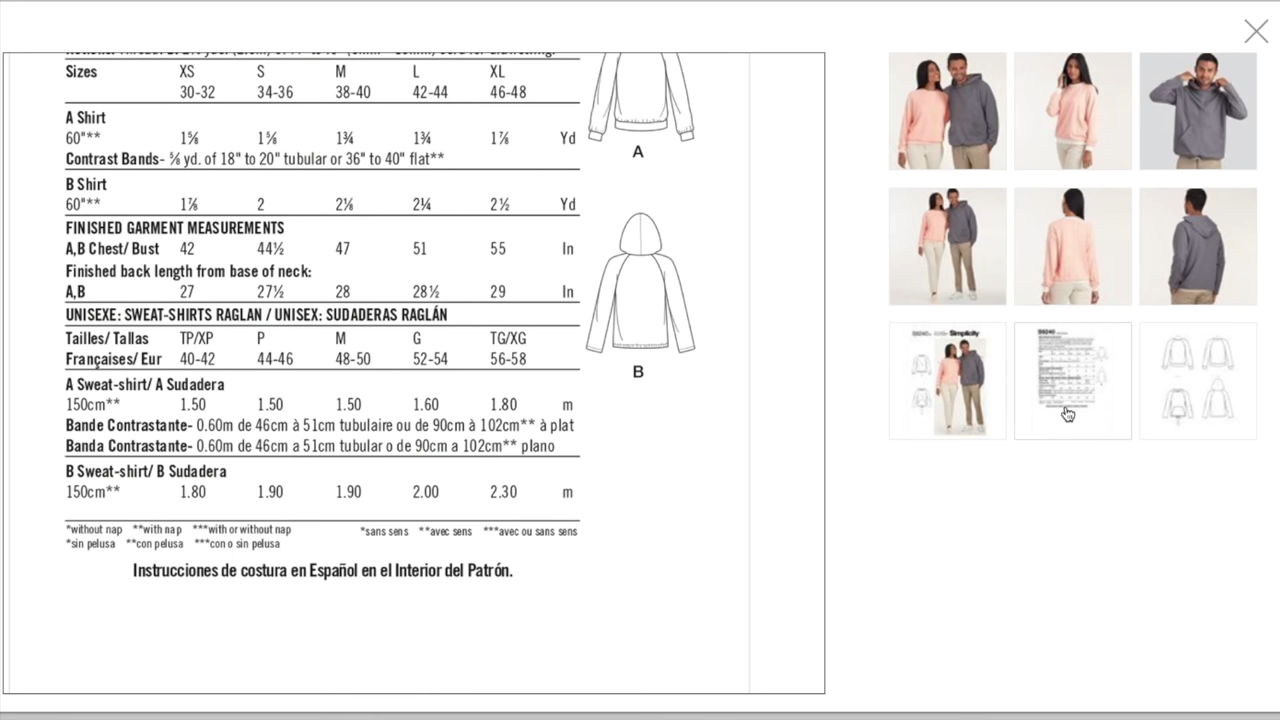 Sizes XS S M L XL
30-32 34-36 38-40 42-44 46-48
A Shirt
60"** 1⅝ 1⅝ 1¾ 1¾ 1⅞ Yd
Contrast Bands- ⅝ yd. of 18" to 20" tubular or 36" to 40" flat**
B Shirt
60"** 1⅞ 2 2⅛ 2¼ 2½ Yd
FINISHED GARMENT MEASUREMENTS
A,B Chest/ Bust 42 44½ 47 51 55 In
Finished back length from base of neck:
A,B 27 27½ 28 28½ 29 In
UNISEXE: SWEAT-SHIRTS RAGLAN / UNISEX: SUDADERAS RAGLÁN
Tailles/ Tallas TP/XP P M G TG/XG
Françaises/ Eur 40-42 44-46 48-50 52-54 56-58
A Sweat-shirt/ A Sudadera
150cm** 1.50 1.50 1.50 1.60 1.80 m
Bande Contrastante- 0.60m de 46cm à 51cm tubulaire ou de 90cm à 102cm** à plat
Banda Contrastante- 0.60m de 46cm a 51cm tubular o de 90cm a 102cm** plano
B Sweat-shirt/ B Sudadera
150cm** 1.80 1.90 1.90 2.00 2.30 m
*without nap **with nap ***with or without nap *sans sens **avec sens ***avec ou sans sens
*sin pelusa **con pelusa ***con o sin pelusa
Instrucciones de costura en Español en el Interior del Patrón.
A
B
Simplicity